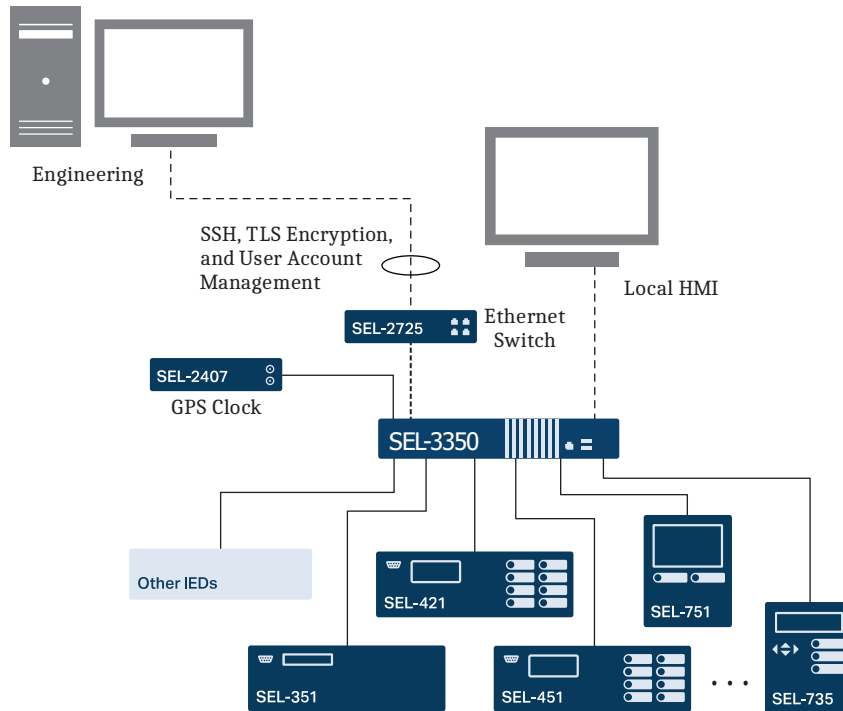 Engineering
SSH, TLS Encryption,
and User Account
Management
Local HMI
SEL-2725
Ethernet
Switch
SEL-2407
GPS Clock
SEL-3350
Other IEDs
SEL-421
SEL-751
SEL-351
SEL-451
...
SEL-735